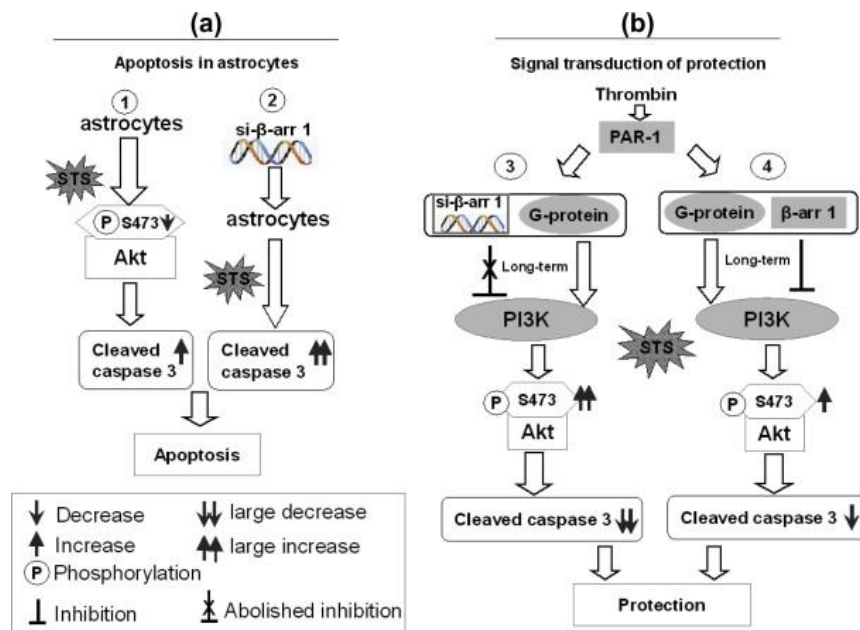 (a)
Apoptosis in astrocytes
1
astrocytes
STS
P S473
Akt
Cleaved
caspase 3
2
si-β-arr 1
astrocytes
STS
Cleaved
caspase 3
Apoptosis
Decrease
large decrease
Increase
large increase
P Phosphorylation
Inhibition
Abolished inhibition
(b)
Signal transduction of protection
Thrombin
PAR-1
3
si-β-arr 1
G-protein
Long-term
PI3K
P S473
Akt
Cleaved caspase 3
4
G-protein
β-arr 1
Long-term
PI3K
STS
P S473
Akt
Cleaved caspase 3
Protection